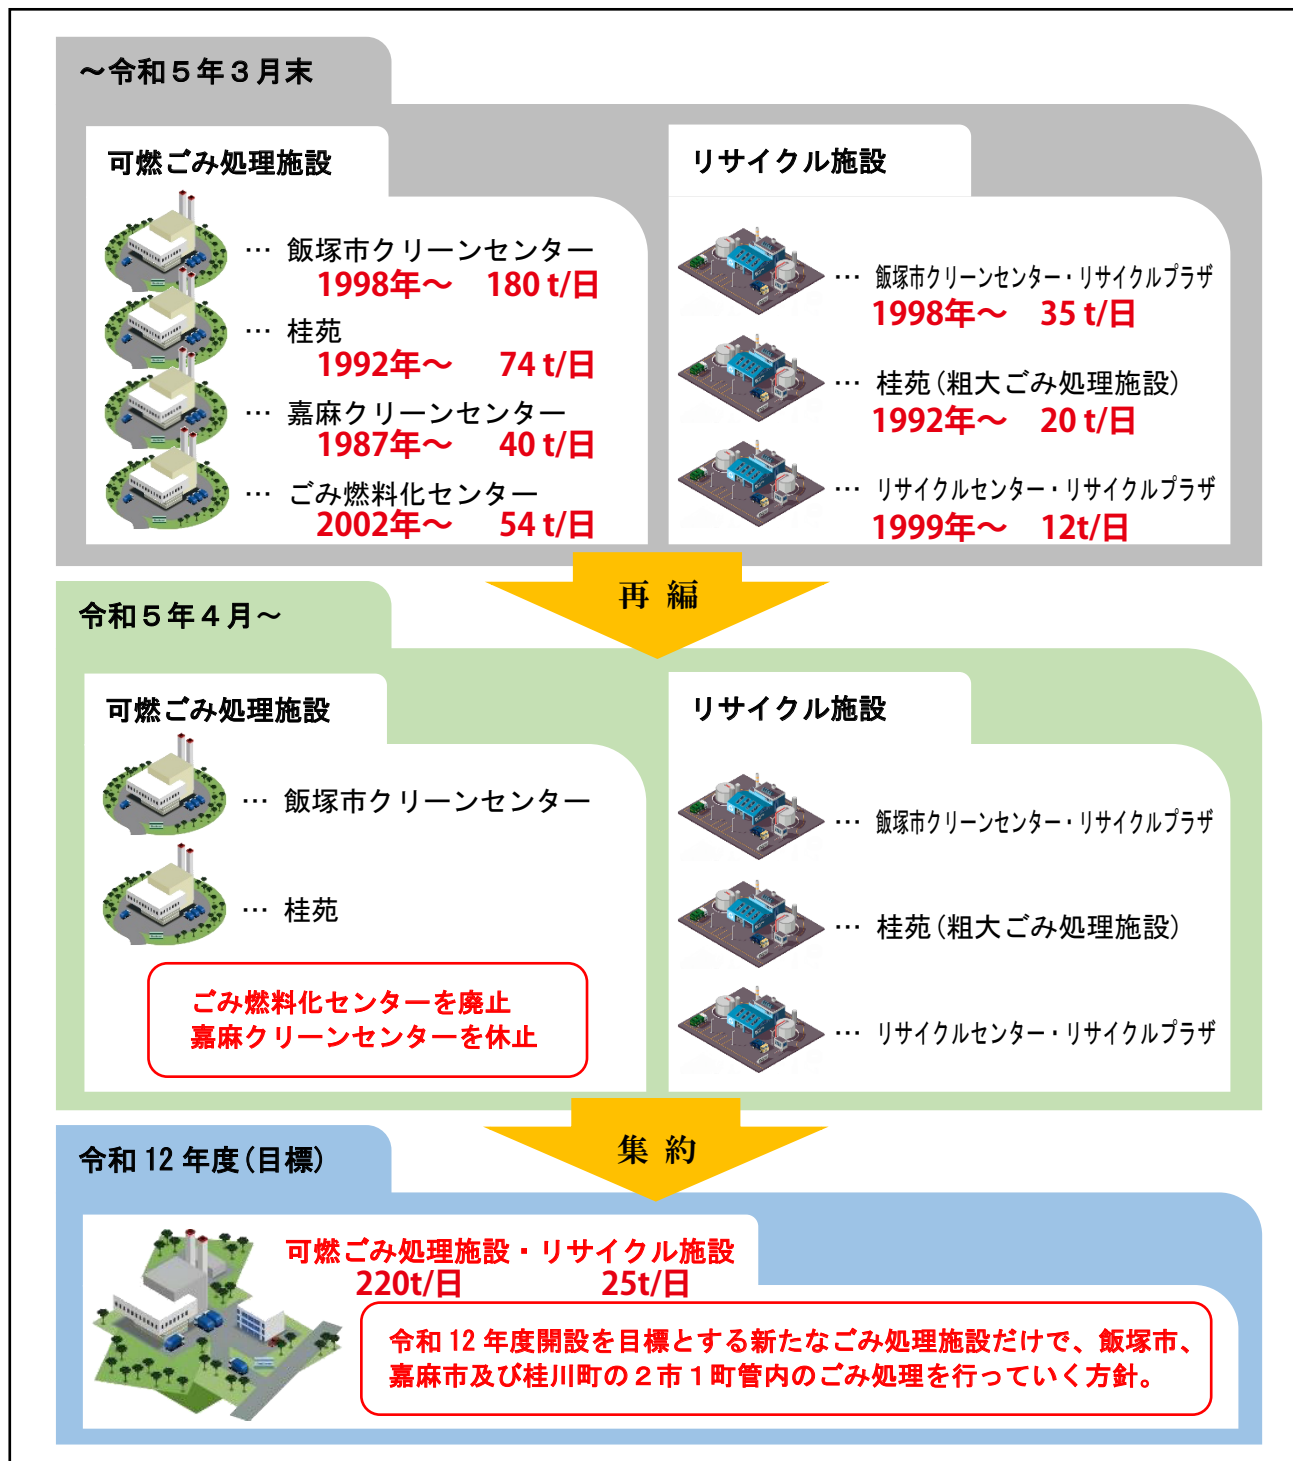 ～令和５年３月末
可燃ごみ処理施設
… 飯塚市クリーンセンター
1998年～ 180 t/日
… 桂苑
1992年～ 74 t/日
… 嘉麻クリーンセンター
1987年～ 40 t/日
… ごみ燃料化センター
2002年～ 54 t/日
リサイクル施設
… 飯塚市クリーンセンター・リサイクルプラザ
1998年～ 35 t/日
… 桂苑(粗大ごみ処理施設)
1992年～ 20 t/日
… リサイクルセンター・リサイクルプラザ
1999年～ 12t/日
再 編
令和５年４月～
可燃ごみ処理施設
… 飯塚市クリーンセンター
… 桂苑
ごみ燃料化センターを廃止
嘉麻クリーンセンターを休止
リサイクル施設
… 飯塚市クリーンセンター・リサイクルプラザ
… 桂苑(粗大ごみ処理施設)
… リサイクルセンター・リサイクルプラザ
集 約
令和 12 年度(目標)
可燃ごみ処理施設・リサイクル施設
220t/日 25t/日
令和 12 年度開設を目標とする新たなごみ処理施設だけで、飯塚市、
嘉麻市及び桂川町の２市１町管内のごみ処理を行っていく方針。